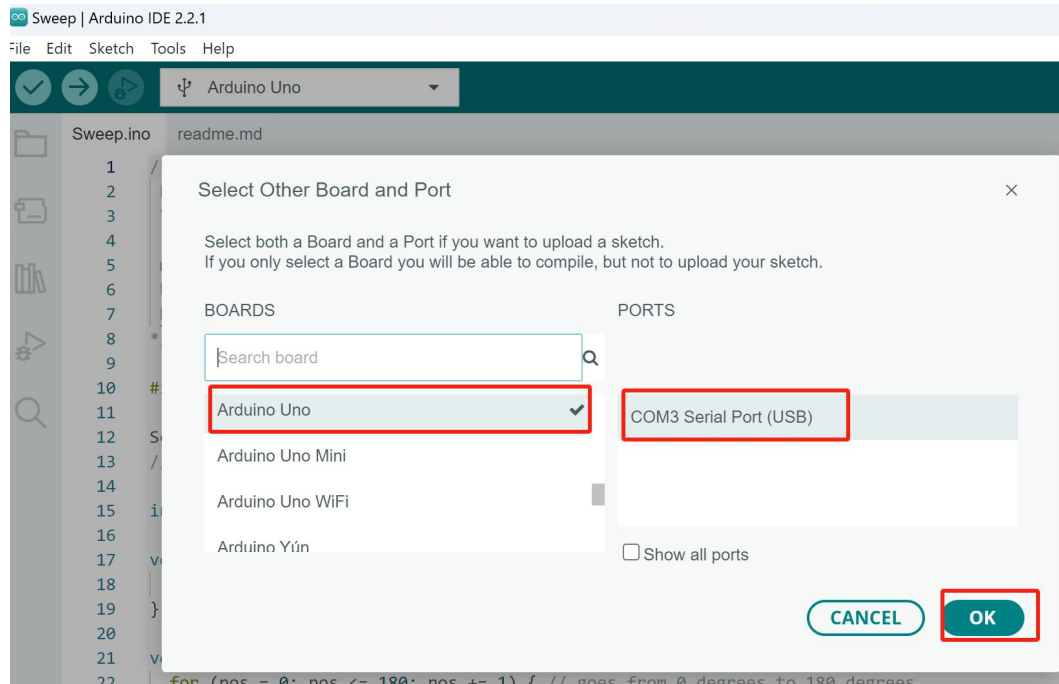 Sweep | Arduino IDE 2.2.1
File Edit Sketch Tools Help
Arduino Uno
Sweep.ino readme.md
Select Other Board and Port
Select both a Board and a Port if you want to upload a sketch.
If you only select a Board you will be able to compile, but not to upload your sketch.
BOARDS PORTS
Search board
Arduino Uno
COM3 Serial Port (USB)
Arduino Uno Mini
Arduino Uno WiFi
Arduino Yún
Show all ports
CANCEL OK
1 /
2
3
4
5
6
7
8 *
9
10 #
11
12 Se
13 /
14
15 in
16
17 vo
18
19 }
20
21 vo
22 for (pos = 0; pos <= 180; pos += 1) { // goes from 0 degrees to 180 degrees